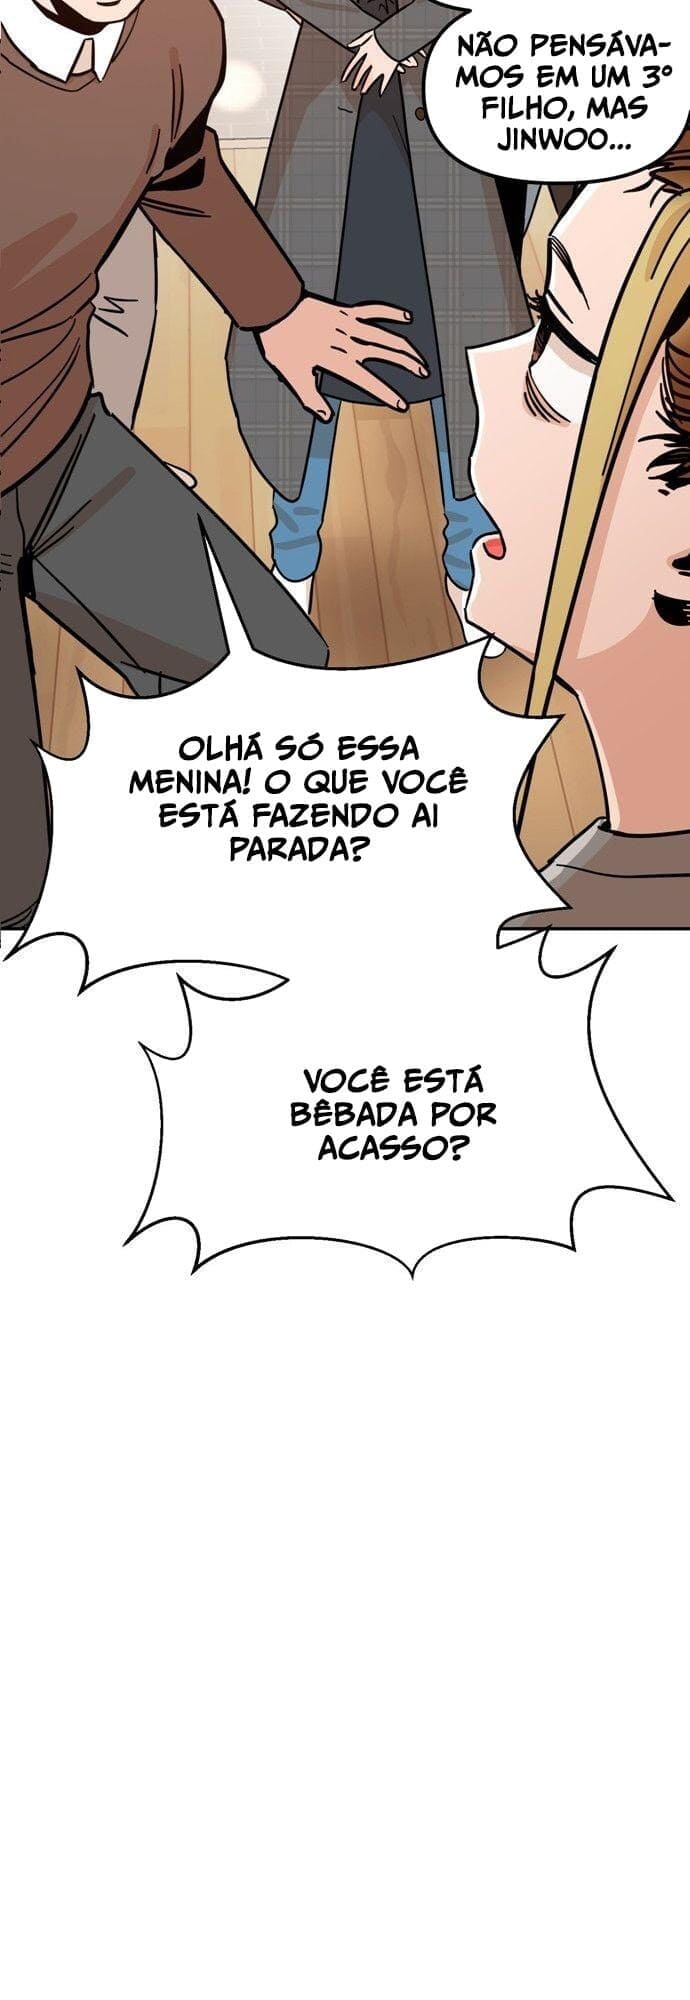 NÃO PENSÁVA-
MOS EM UM 3º
FILHO, MAS
JINWOO...
OLHÁ SÓ ESSA
MENINA! O QUE VOCÊ
ESTÁ FAZENDO AI
PARADA?
VOCÊ ESTÁ
BÊBADA POR
ACASSO?